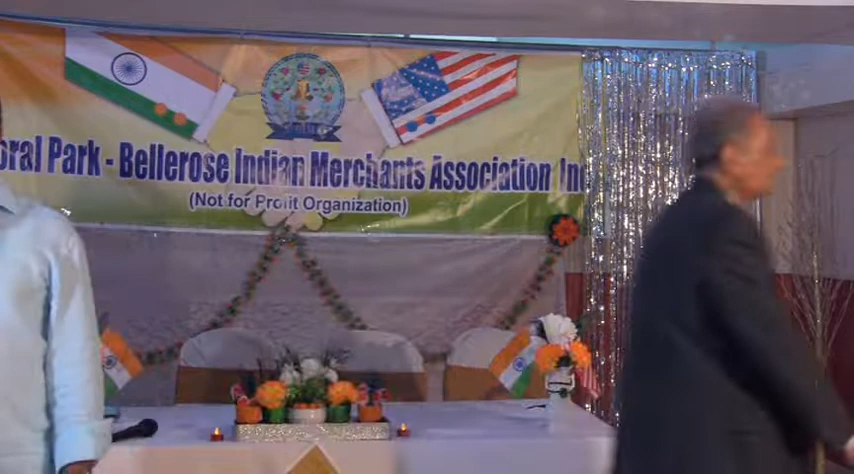 oral Park - Bellerose Indian Merchants Association Inc
(Not for Profit Organization)